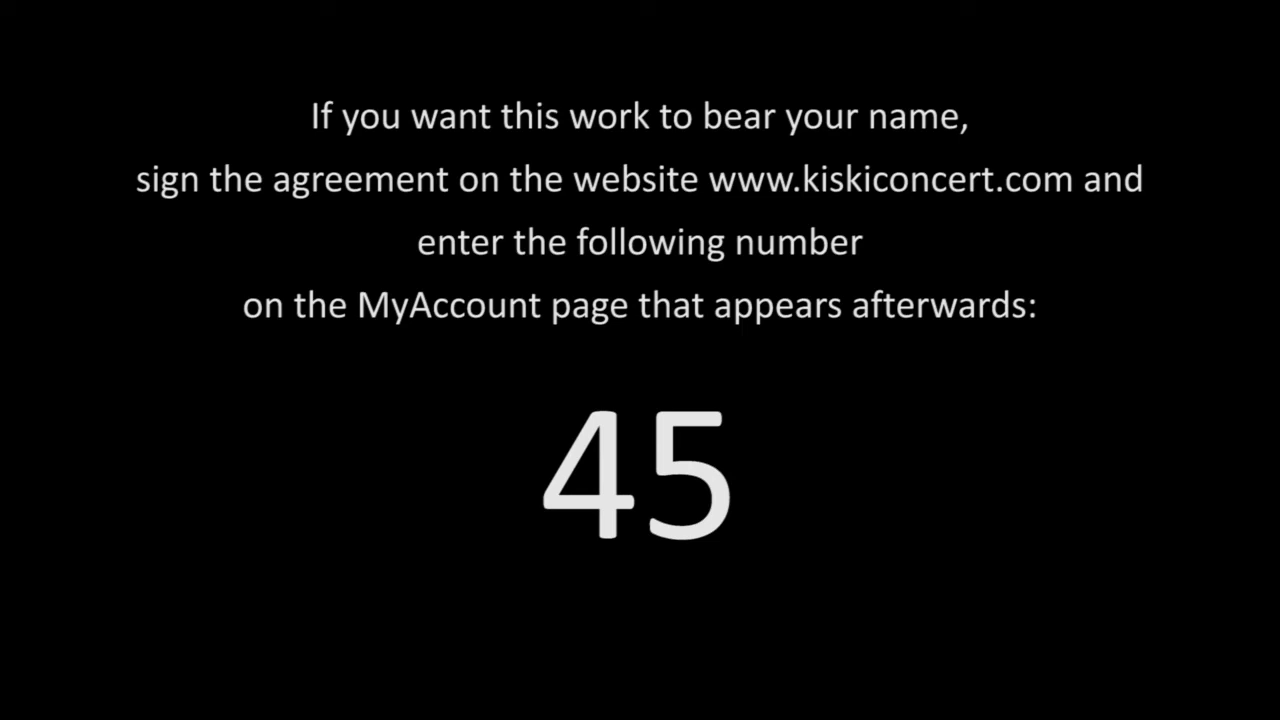 If you want this work to bear your name,
sign the agreement on the website www.kiskiconcert.com and
enter the following number
on the MyAccount page that appears afterwards:
45